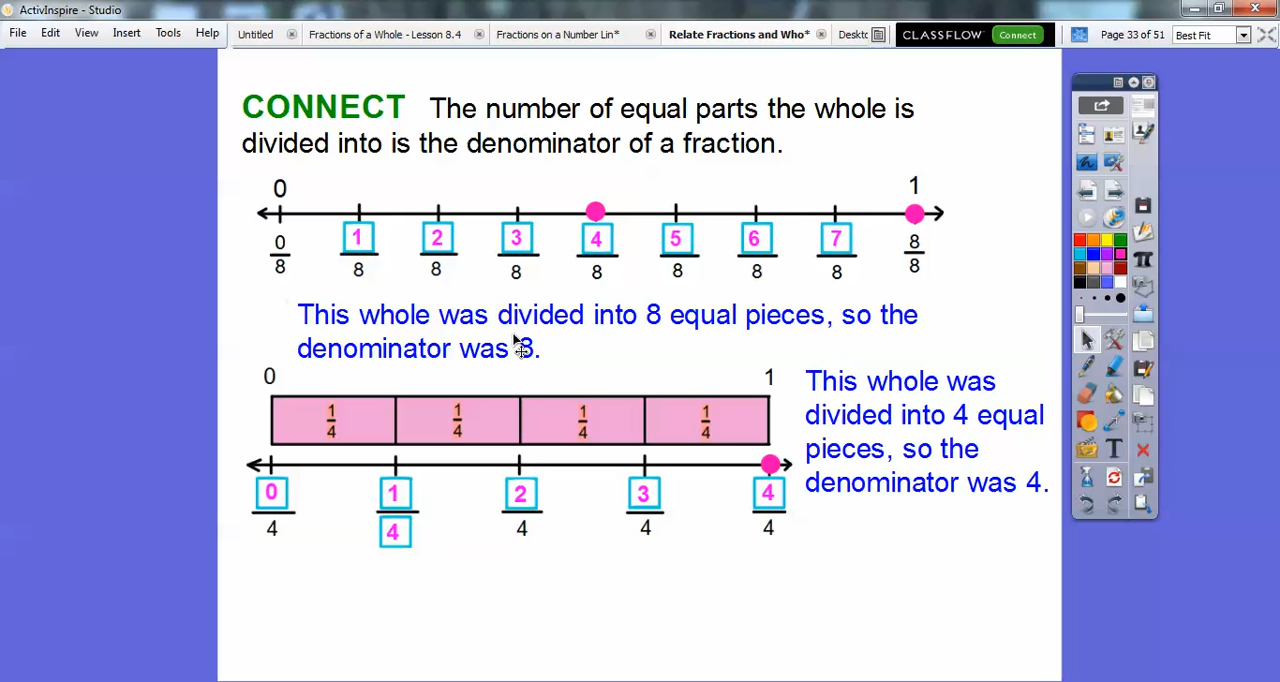 ActivInspire - Studio
File Edit View Insert Tools Help
Untitled Fractions of a Whole - Lesson 8.4 Fractions on a Number Lin* Relate Fractions and Who* Deskto CLASSFLOW Connect Page 33 of 51 Best Fit
CONNECT The number of equal parts the whole is
divided into is the denominator of a fraction.
0 1
0 1 2 3 4 5 6 7 8
8 8 8 8 8 8 8 8 8
This whole was divided into 8 equal pieces, so the
denominator was 8.
0 1
1 1 1 1
4 4 4 4
0 1 2 3 4
4 4 4 4 4
This whole was
divided into 4 equal
pieces, so the
denominator was 4.